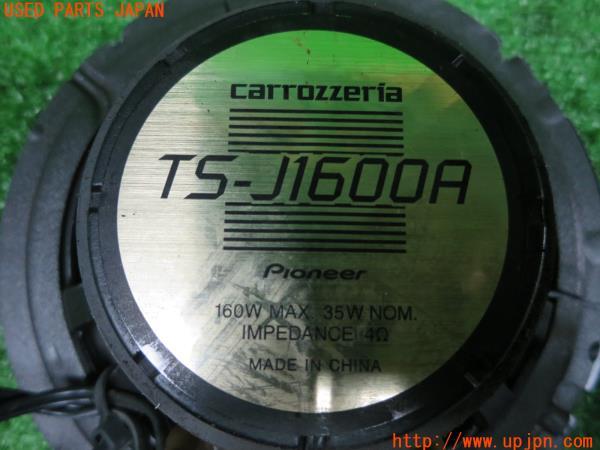 USED PARTS JAPAN
carrozzeria
TS-J1600A
Pioneer
160W MAX. 35W NOM.
IMPEDANCE: 4Ω
MADE IN CHINA
http://www.upjpn.com/